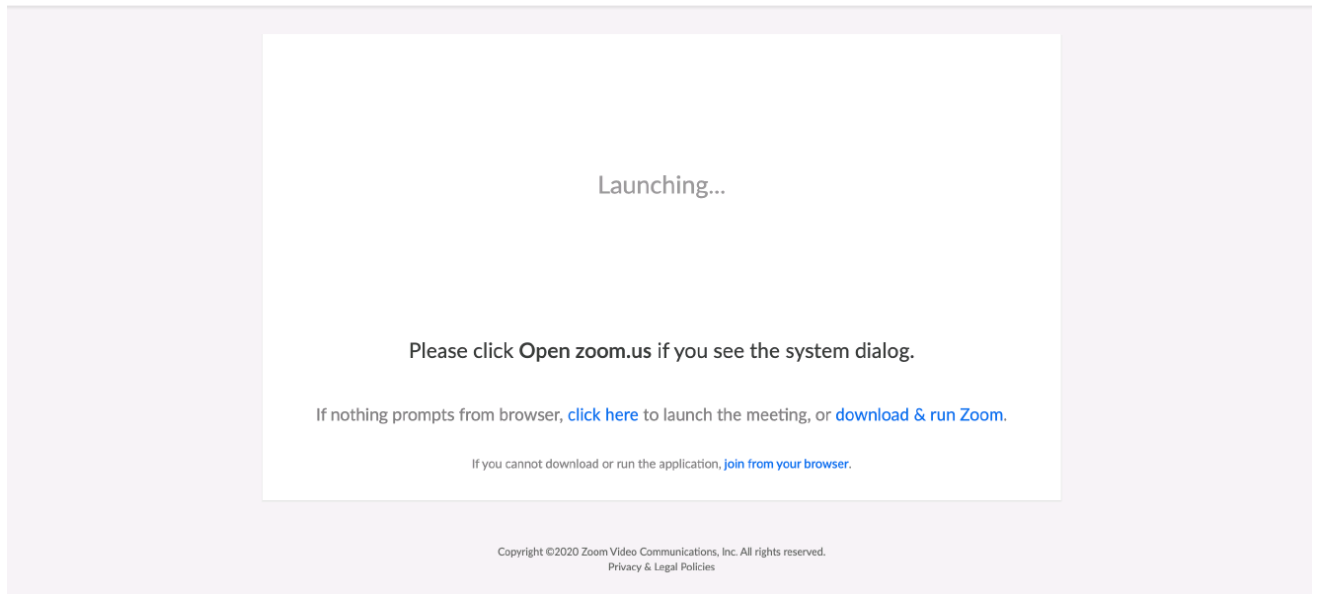 Launching...
Please click Open zoom.us if you see the system dialog.
If nothing prompts from browser, click here to launch the meeting, or download & run Zoom.
If you cannot download or run the application, join from your browser.
Copyright ©2020 Zoom Video Communications, Inc. All rights reserved.
Privacy & Legal Policies